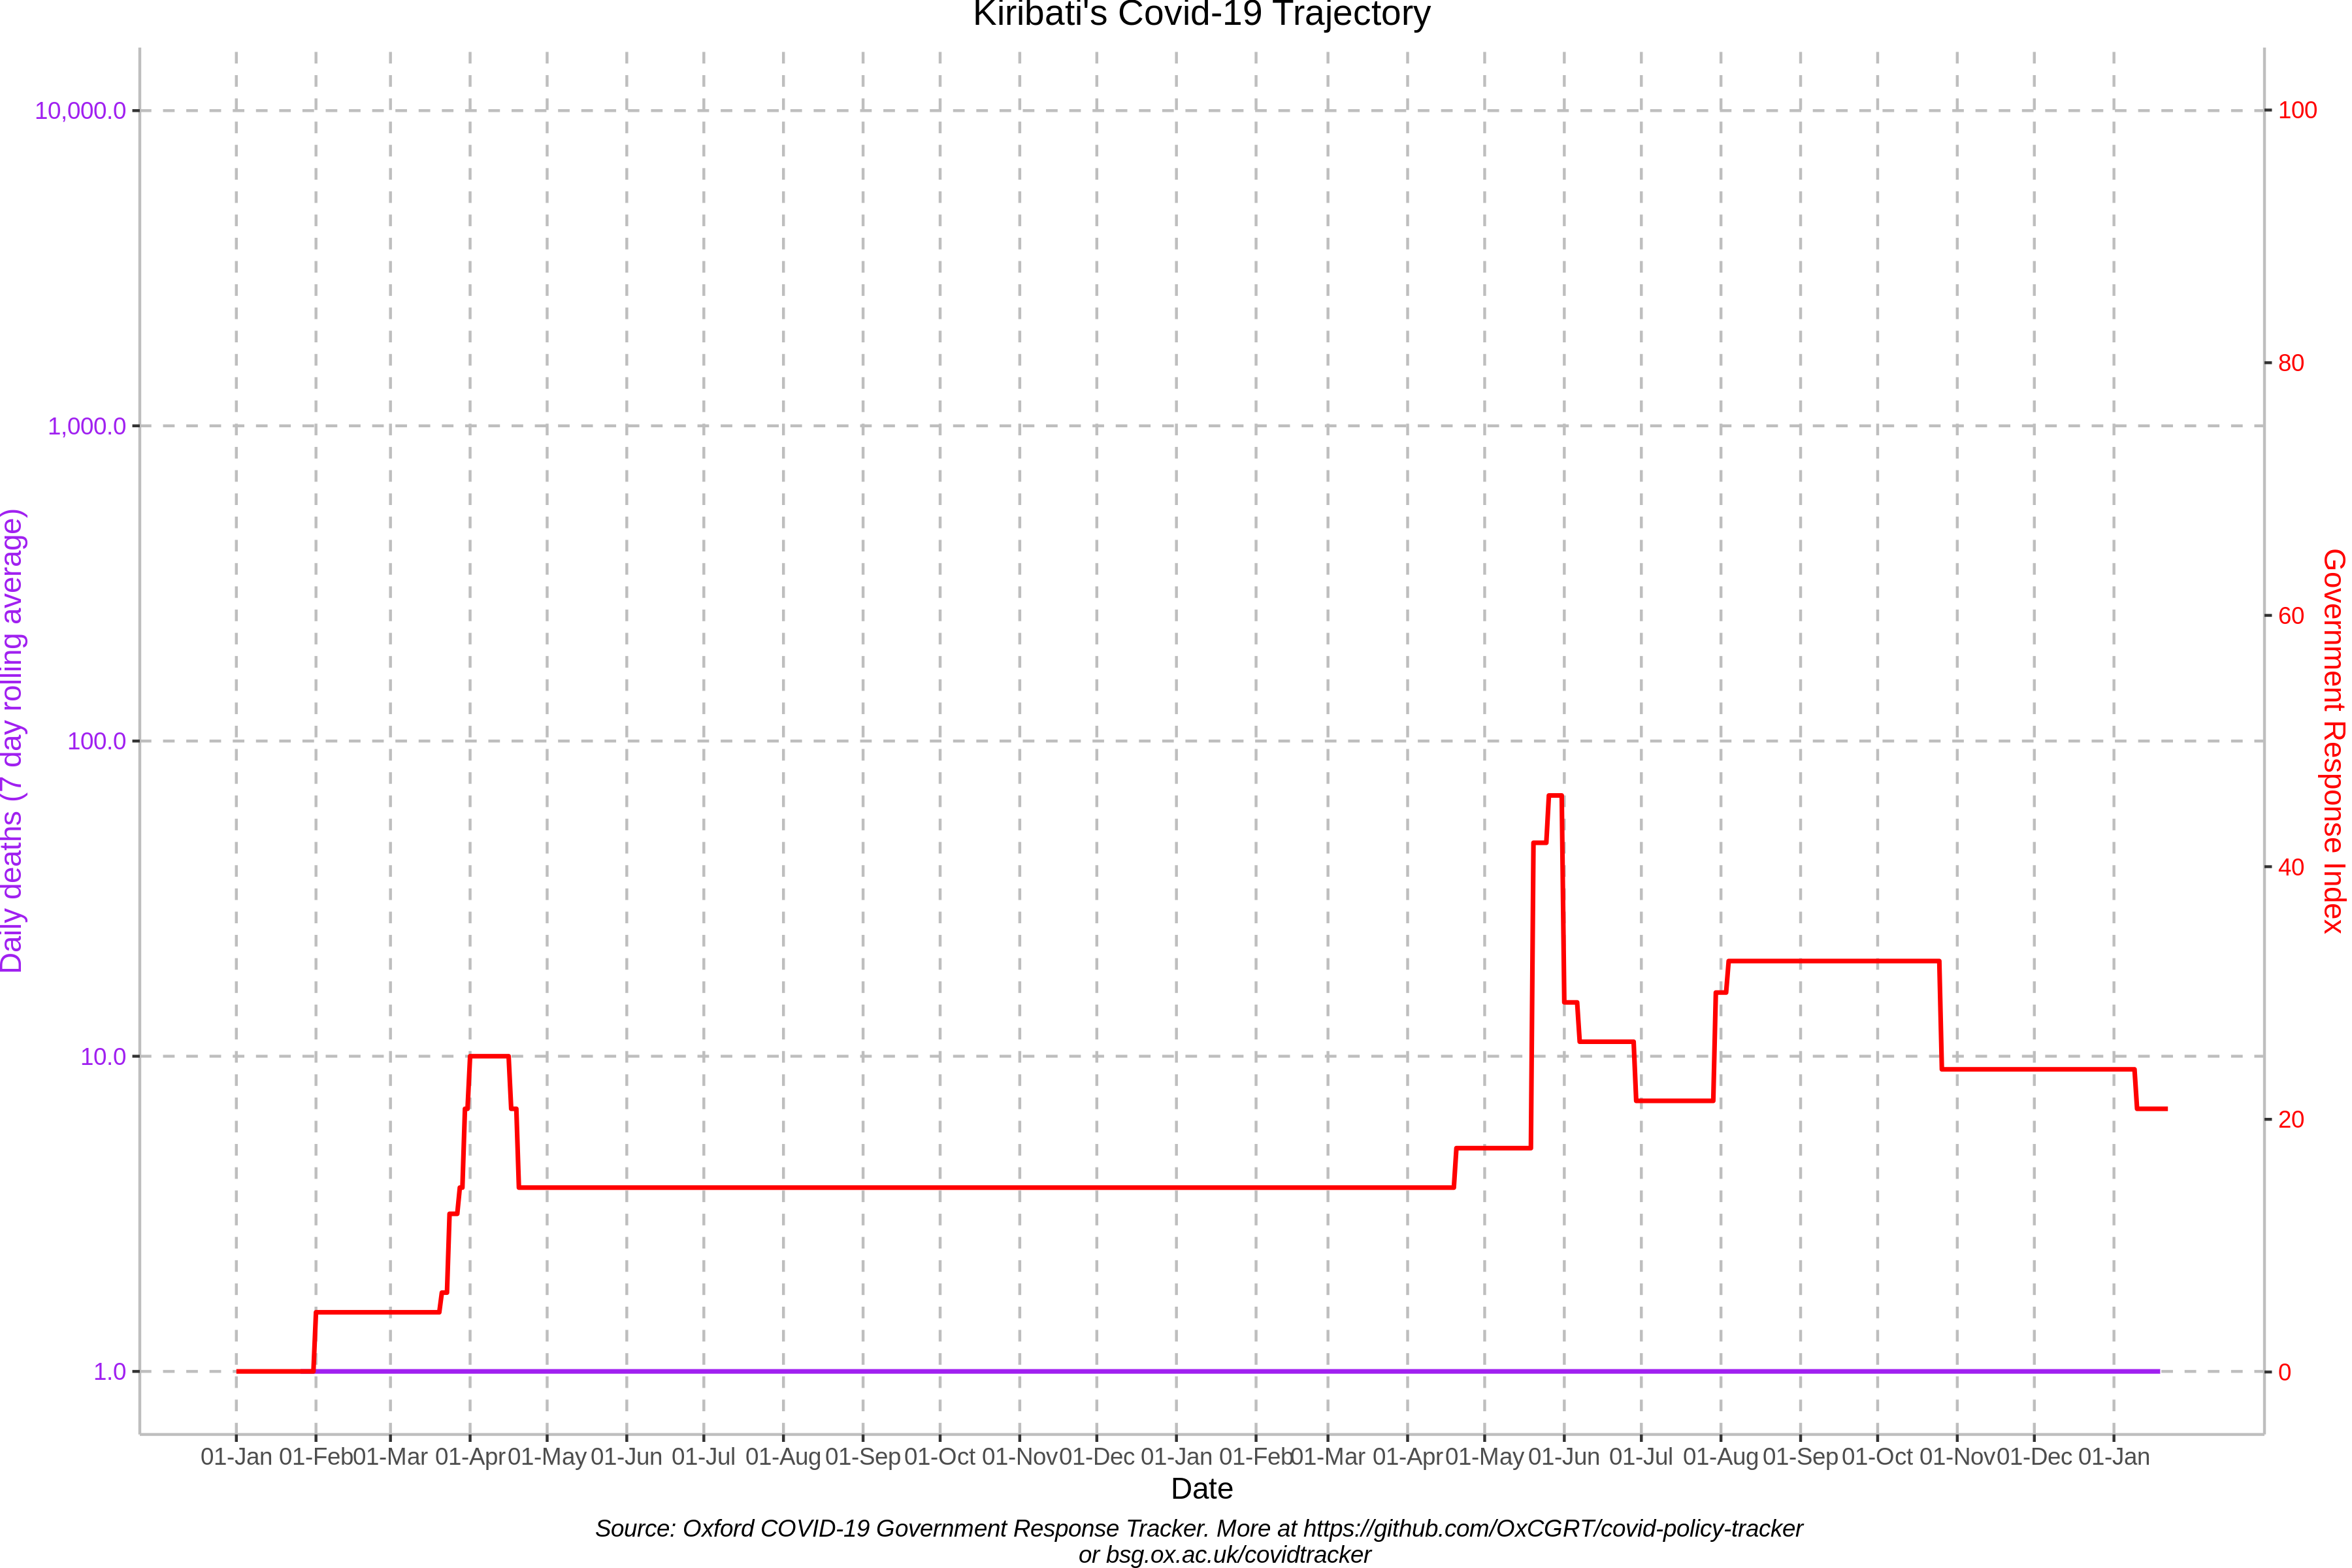 Kiribati's Covid-19 Trajectory
10,000.0
1,000.0
100.0
10.0
1.0
Daily deaths (7 day rolling average)
100
80
60
40
20
0
Government Response Index
01-Jan 01-Feb 01-Mar 01-Apr 01-May 01-Jun 01-Jul 01-Aug 01-Sep 01-Oct 01-Nov 01-Dec 01-Jan 01-Feb 01-Mar 01-Apr 01-May 01-Jun 01-Jul 01-Aug 01-Sep 01-Oct 01-Nov 01-Dec 01-Jan
Date
Source: Oxford COVID-19 Government Response Tracker. More at https://github.com/OxCGRT/covid-policy-tracker
or bsg.ox.ac.uk/covidtracker